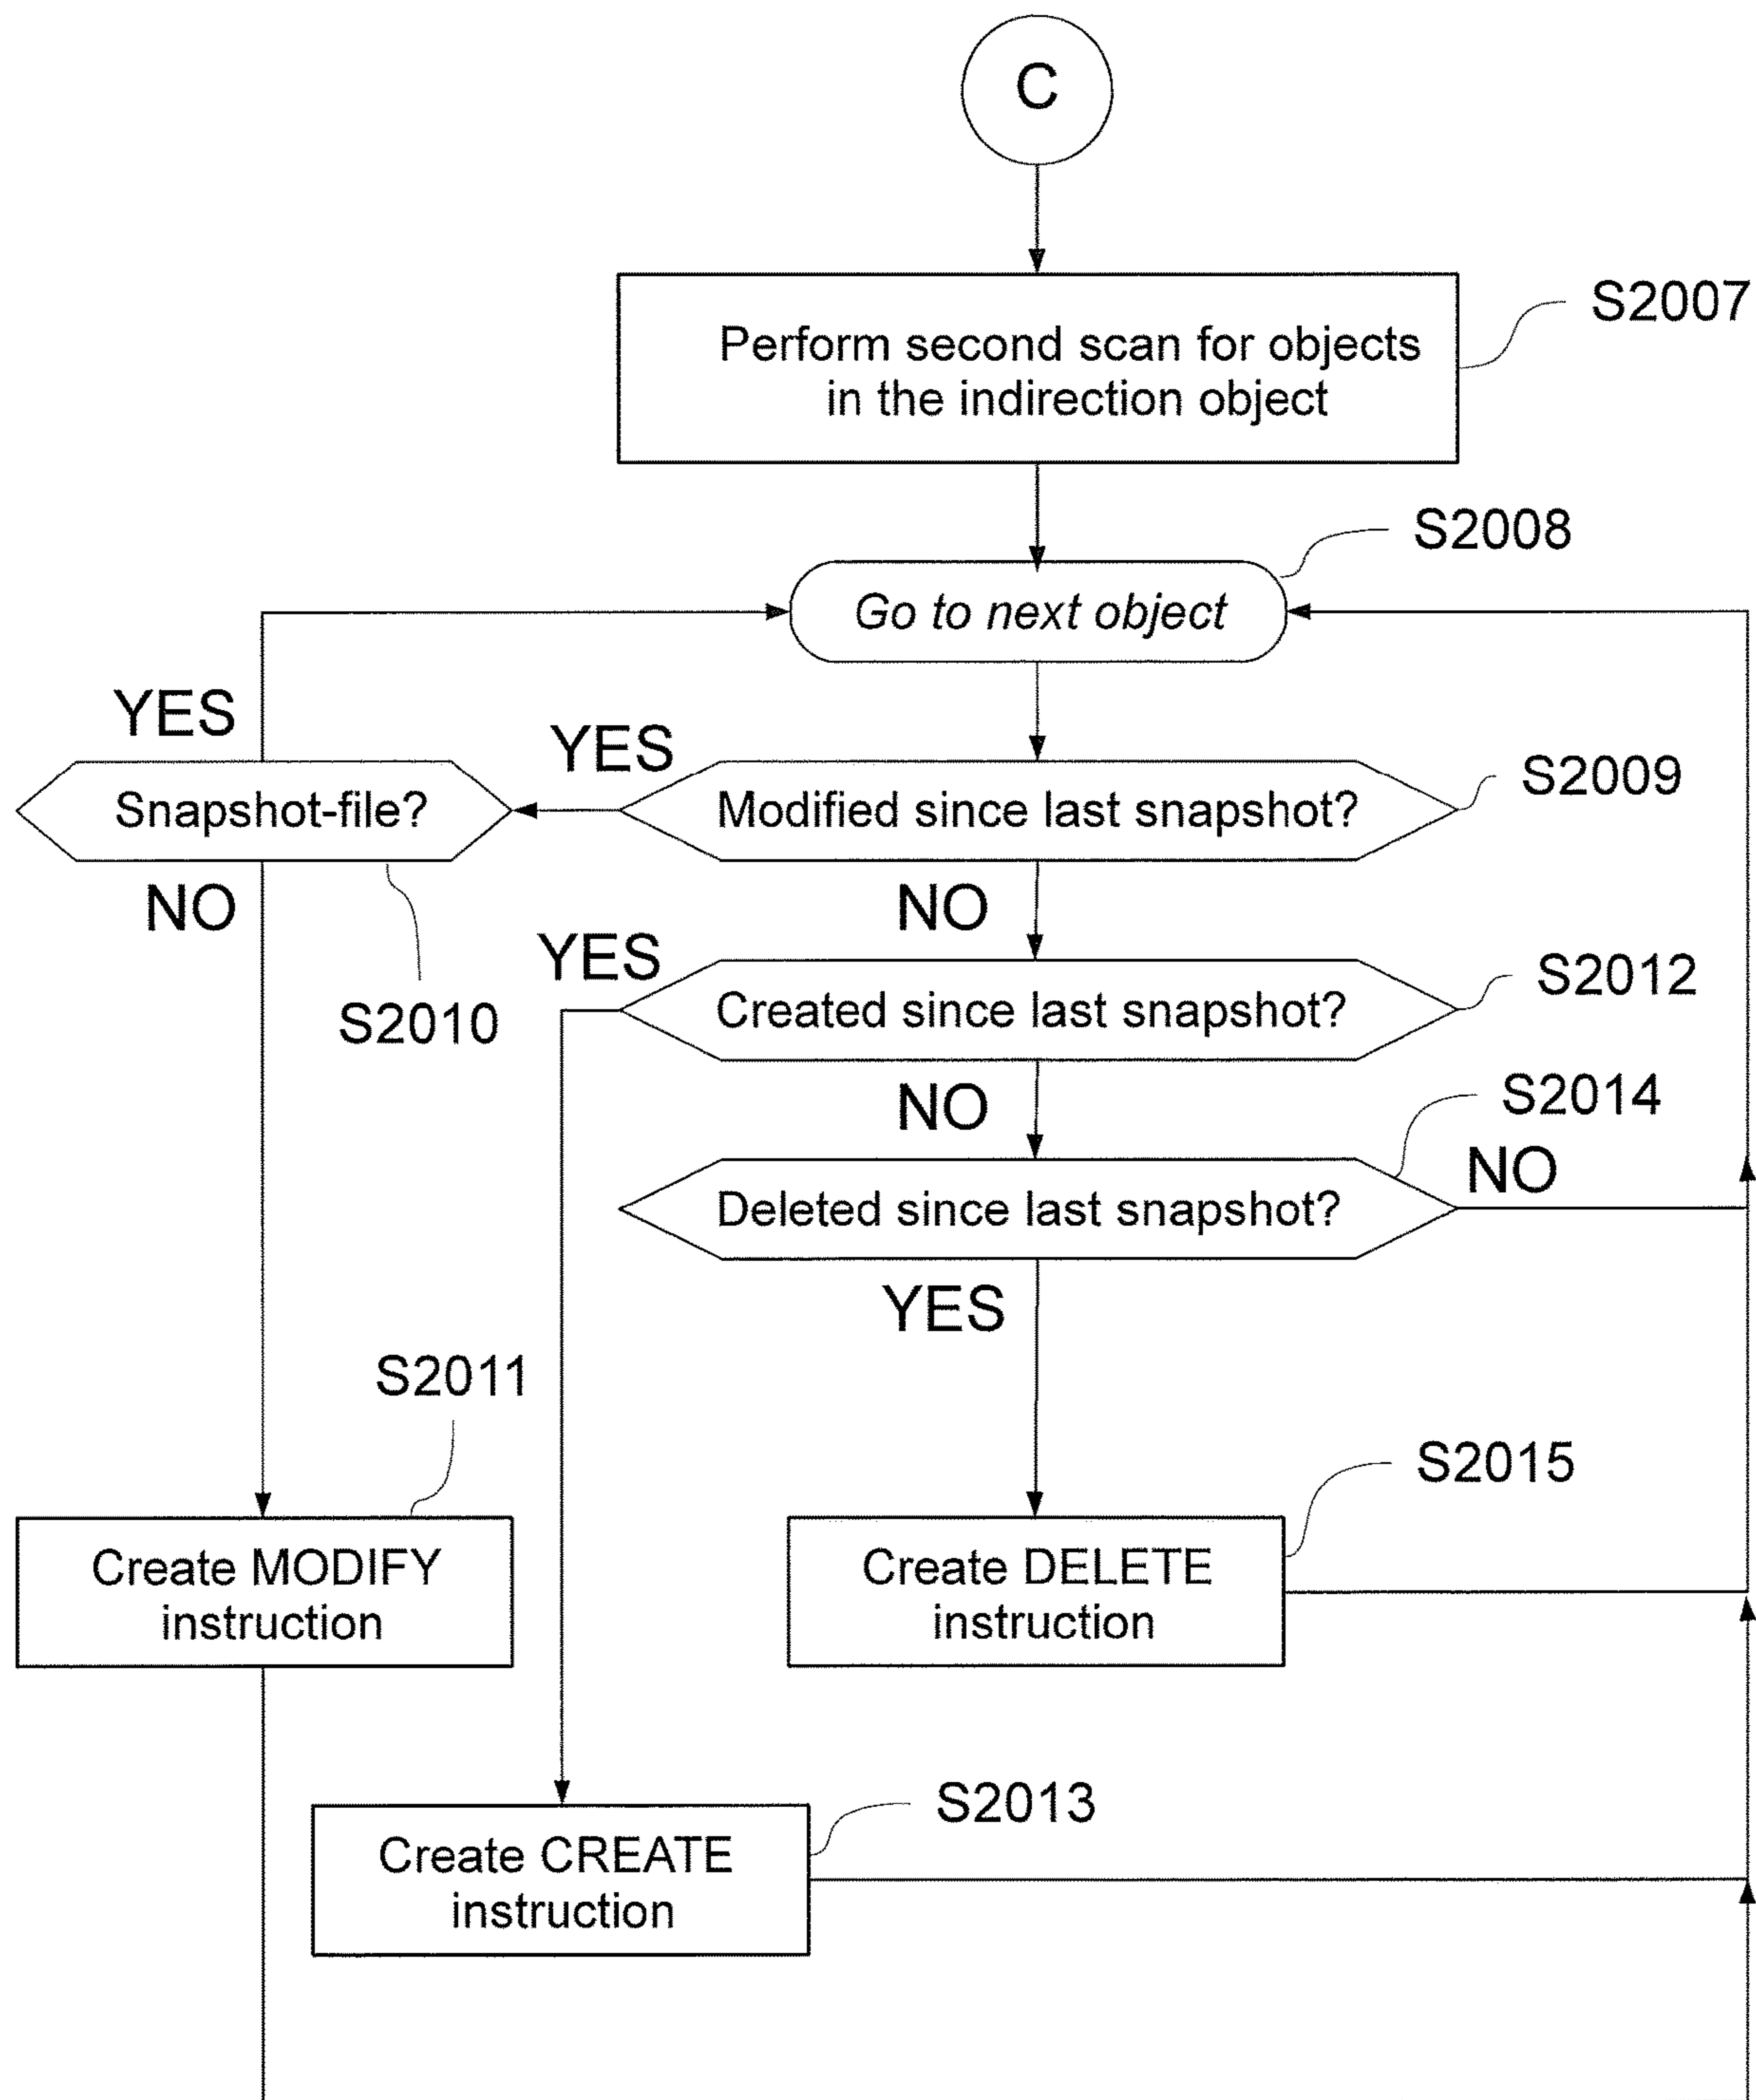 C
S2007
Perform second scan for objects
in the indirection object
S2008
Go to next object
YES
YES
S2009
Snapshot-file?
Modified since last snapshot?
NO
NO
YES
S2012
Created since last snapshot?
S2010
NO
S2014
NO
Deleted since last snapshot?
YES
S2011
S2015
Create MODIFY
instruction
Create DELETE
instruction
S2013
Create CREATE
instruction